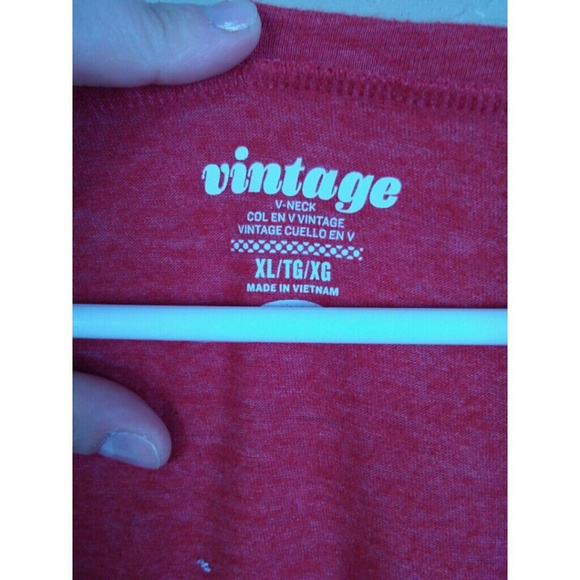 vintage
V-NECK
COL EN V VINTAGE
VINTAGE CUELLO EN V
XL/TG/XG
MADE IN VIETNAM